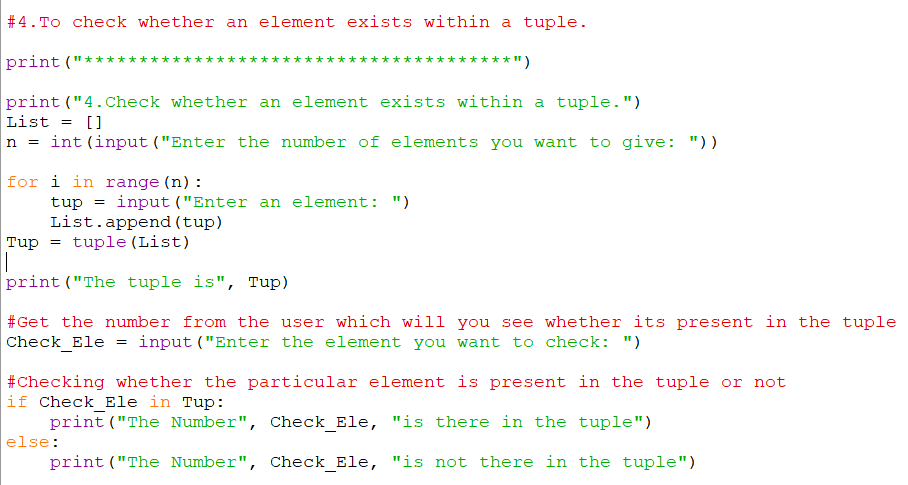 #4.To check whether an element exists within a tuple.
print("***************************************")
print("4.Check whether an element exists within a tuple.")
List = []
n = int(input("Enter the number of elements you want to give: "))
for i in range(n):
    tup = input("Enter an element: ")
    List.append(tup)
Tup = tuple(List)
print("The tuple is", Tup)
#Get the number from the user which will you see whether its present in the tuple
Check_Ele = input("Enter the element you want to check: ")
#Checking whether the particular element is present in the tuple or not
if Check_Ele in Tup:
    print("The Number", Check_Ele, "is there in the tuple")
else:
    print("The Number", Check_Ele, "is not there in the tuple")